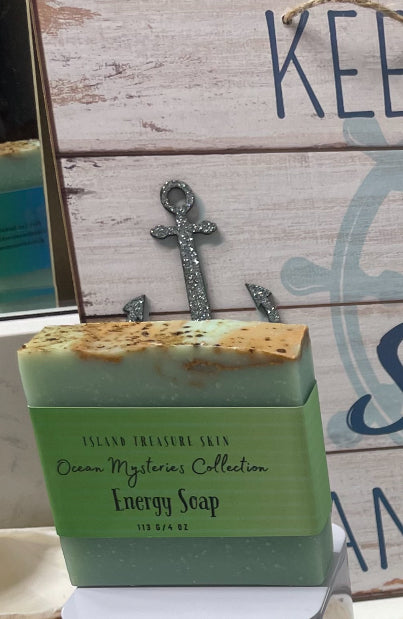 KEE
ISLAND TREASURE SKIN
Ocean Mysteries Collection
Energy Soap
113 G/4 OZ
S
AN